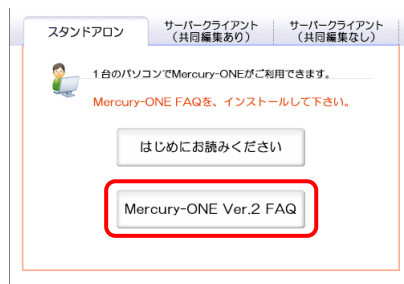 スタンドアロン
サーバークライアント
（共同編集あり）
サーバークライアント
（共同編集なし）
1台のパソコンでMercury-ONEがご利用できます。
Mercury-ONE FAQを、インストールして下さい。
はじめにお読みください
Mercury-ONE Ver.2 FAQ